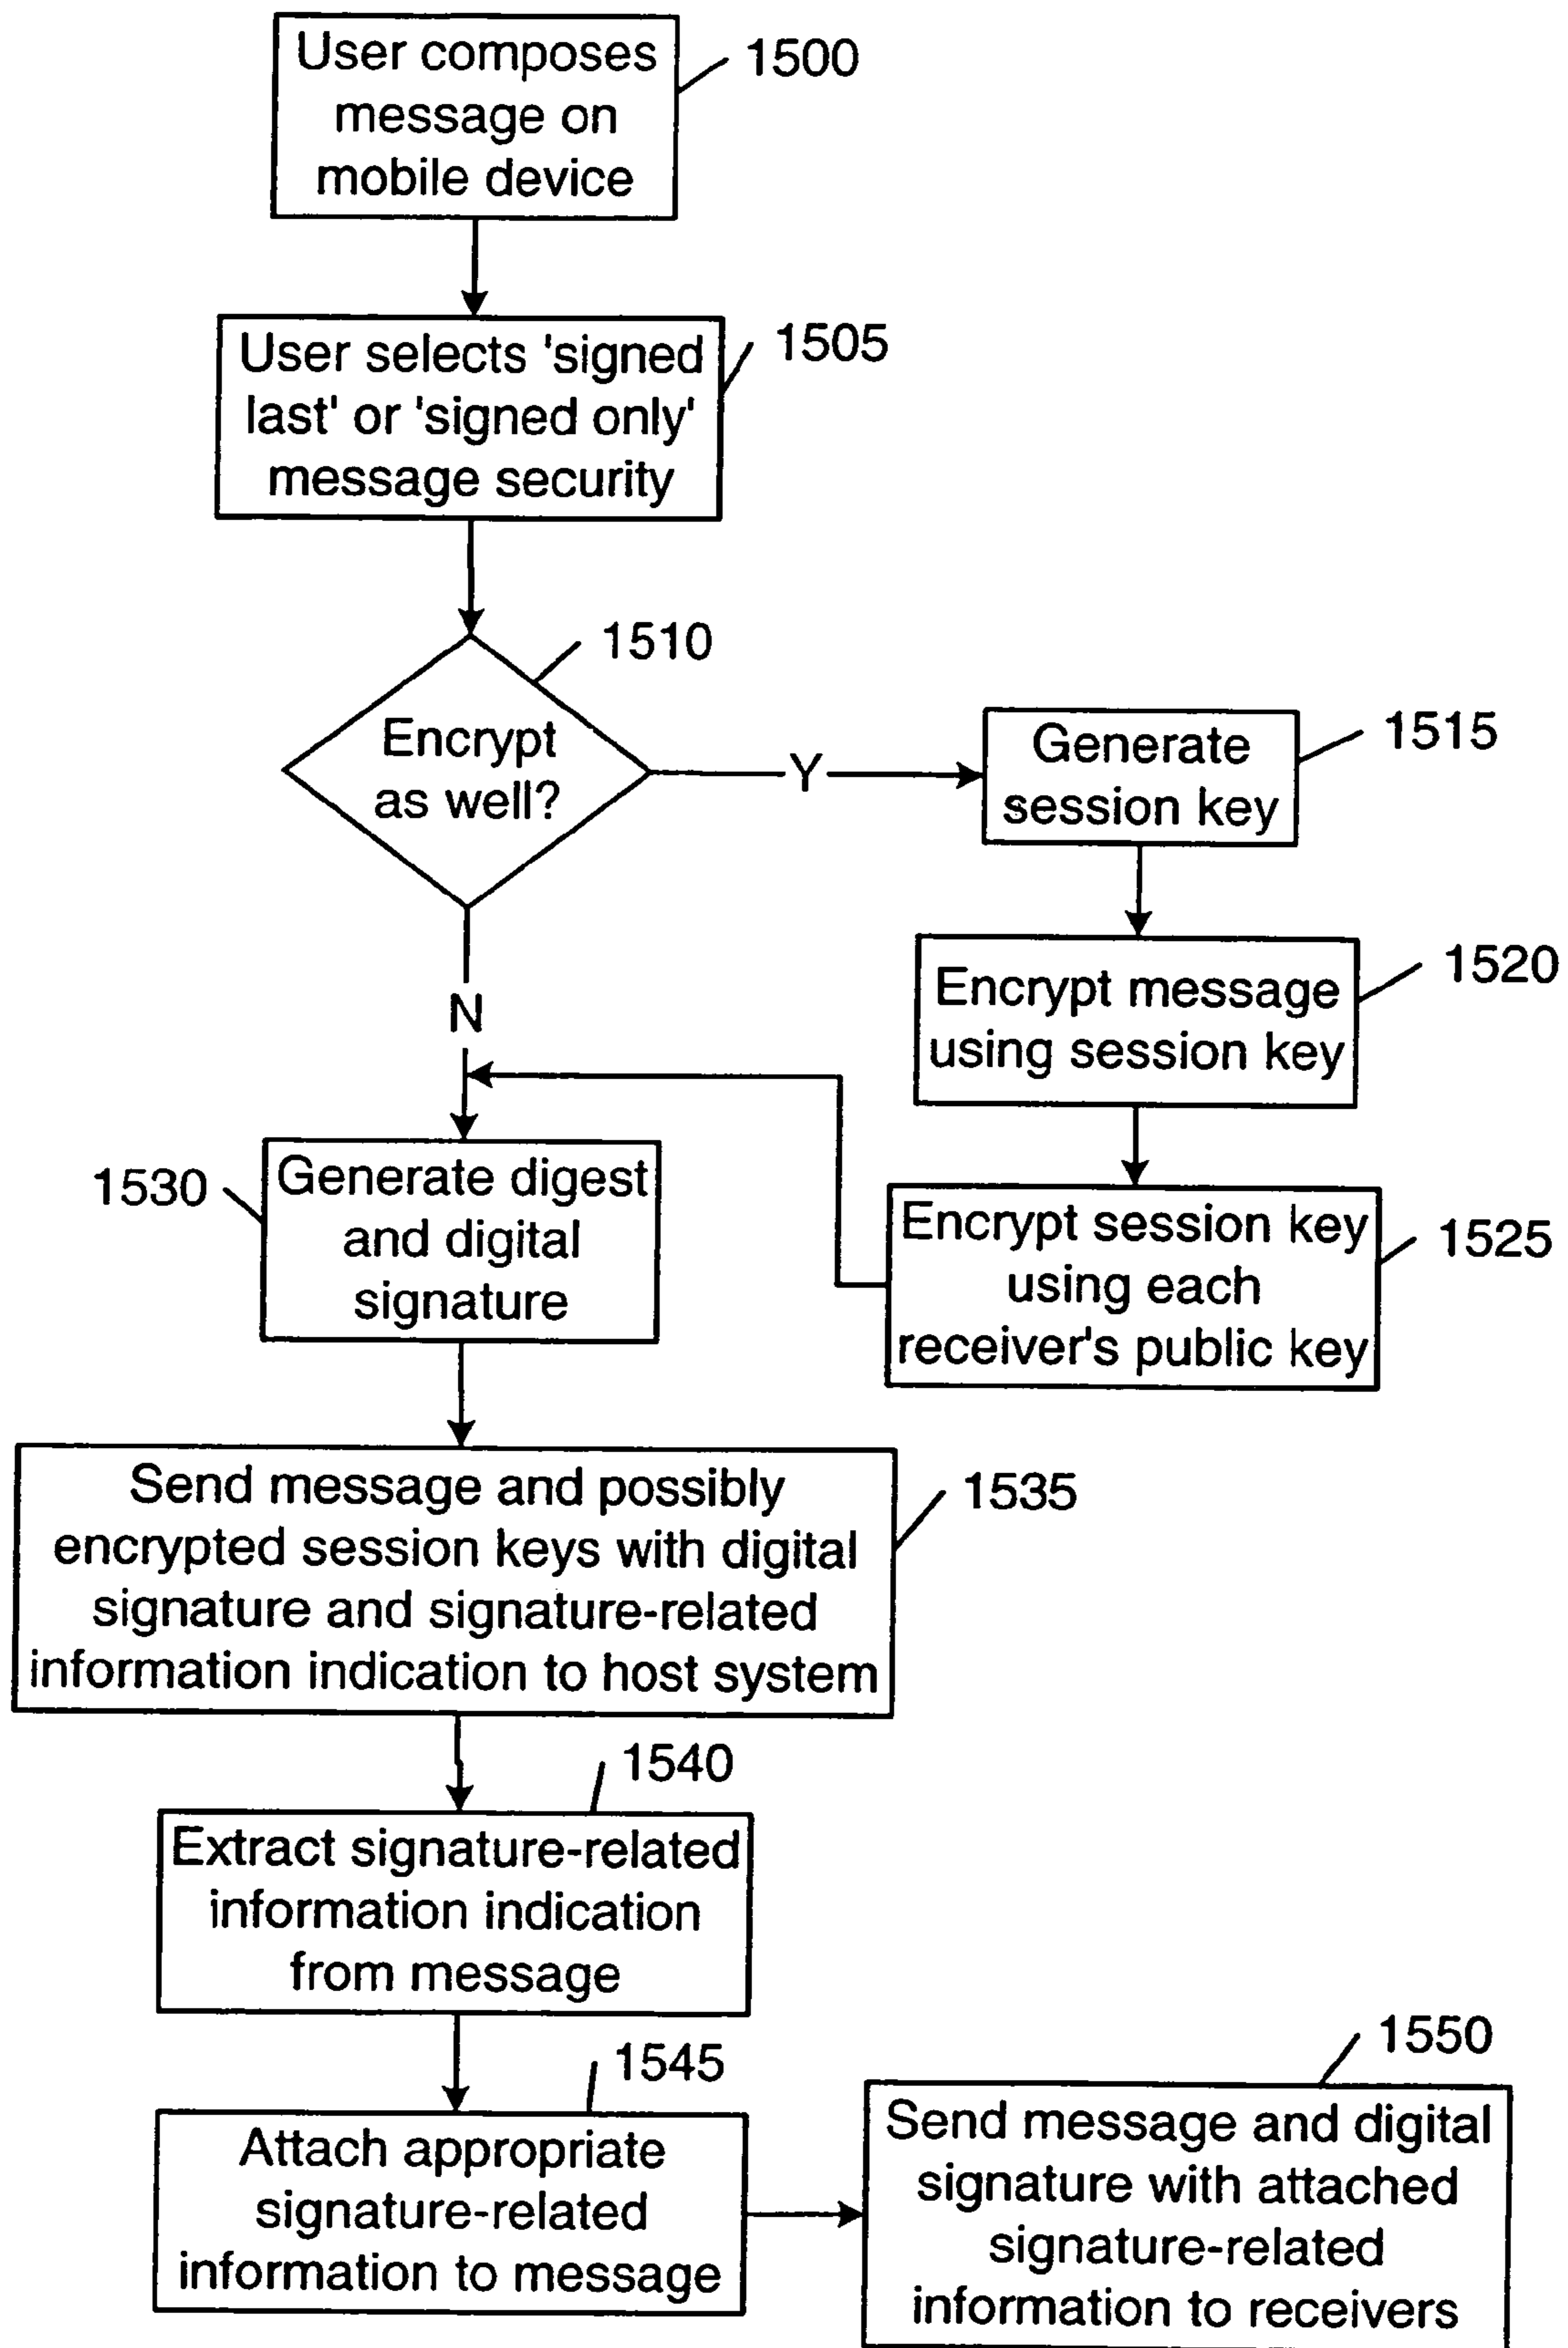 User composes
message on
mobile device
1500
User selects 'signed
last' or 'signed only'
message security
1505
Encrypt
as well?
1510
Y
Generate
session key
1515
Encrypt message
using session key
1520
Encrypt session key
using each
receiver's public key
1525
N
Generate digest
and digital
signature
1530
Send message and possibly
encrypted session keys with digital
signature and signature-related
information indication to host system
1535
Extract signature-related
information indication
from message
1540
Attach appropriate
signature-related
information to message
1545
Send message and digital
signature with attached
signature-related
information to receivers
1550